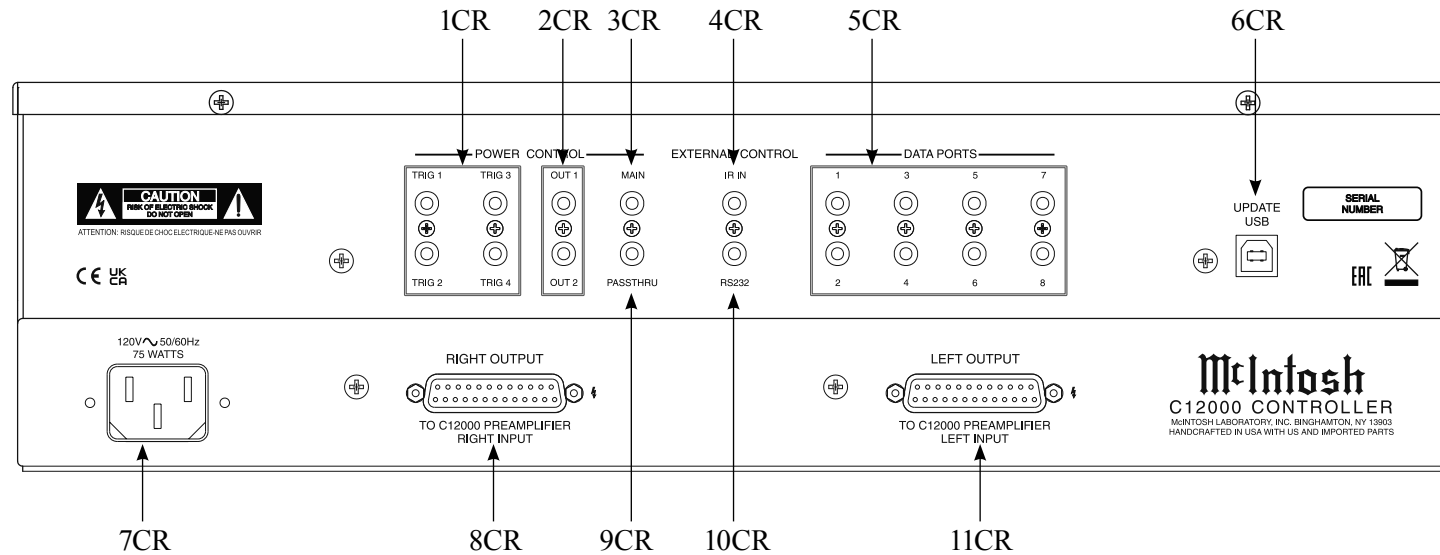 1CR 2CR 3CR 4CR 5CR 6CR
POWER CONTROL EXTERNAL CONTROL DATA PORTS
TRIG 1 TRIG 3 OUT 1 MAIN IR IN 1 3 5 7
CAUTION
RISK OF ELECTRIC SHOCK
DO NOT OPEN
ATTENTION: RISQUE DE CHOC ELECTRIQUE-NE PAS OUVRIR
UPDATE
USB
SERIAL
NUMBER
CE UK
CA
TRIG 2 TRIG 4 OUT 2 PASSTHRU RS232 2 4 6 8
EAC
120V~50/60Hz
75 WATTS
RIGHT OUTPUT
TO C12000 PREAMPLIFIER
RIGHT INPUT
LEFT OUTPUT
TO C12000 PREAMPLIFIER
LEFT INPUT
McIntosh
C12000 CONTROLLER
McINTOSH LABORATORY, INC. BINGHAMTON, NY 13903
HANDCRAFTED IN USA WITH US AND IMPORTED PARTS
7CR 8CR 9CR 10CR 11CR